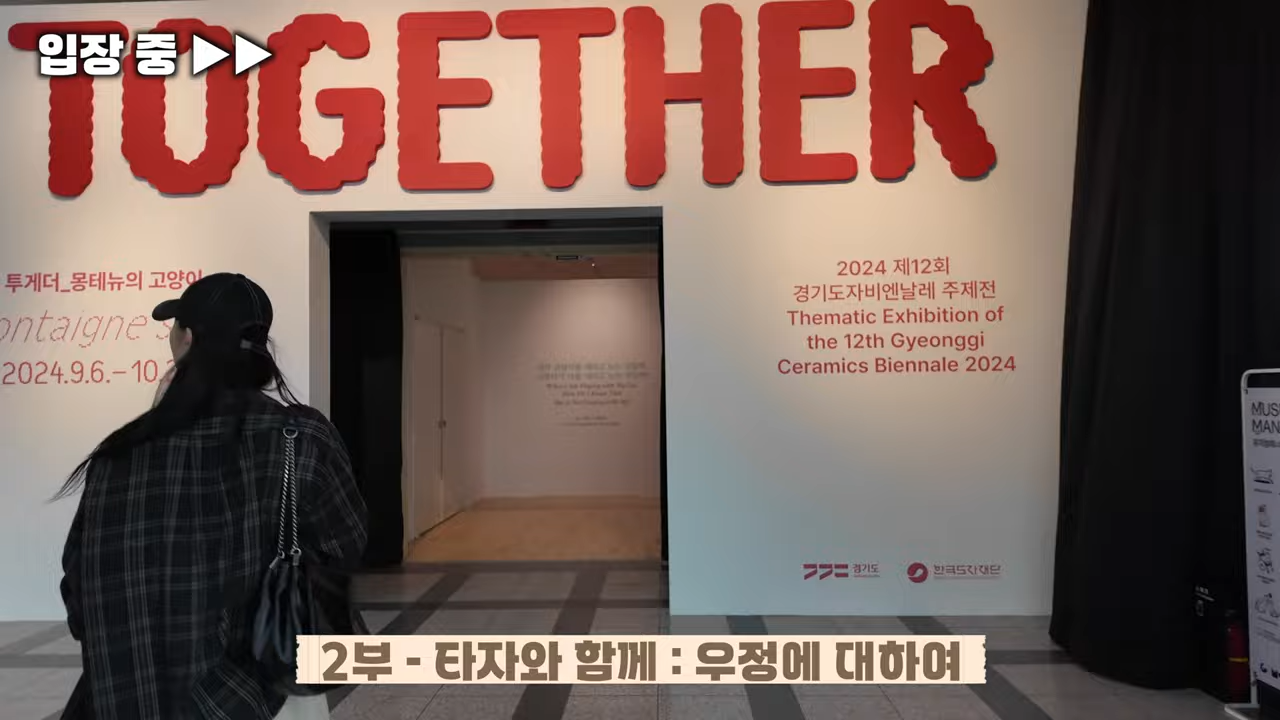 TOGETHER
입장 중 ▶▶
투게더_몽테뉴의 고양이
ontaigne's
2024.9.6.–10.2
2024 제12회
경기도자비엔날레 주제전
Thematic Exhibition of
the 12th Gyeonggi
Ceramics Biennale 2024
경기도
한국도자재단
MUS
MAN
2부 - 타자와 함께 : 우정에 대하여